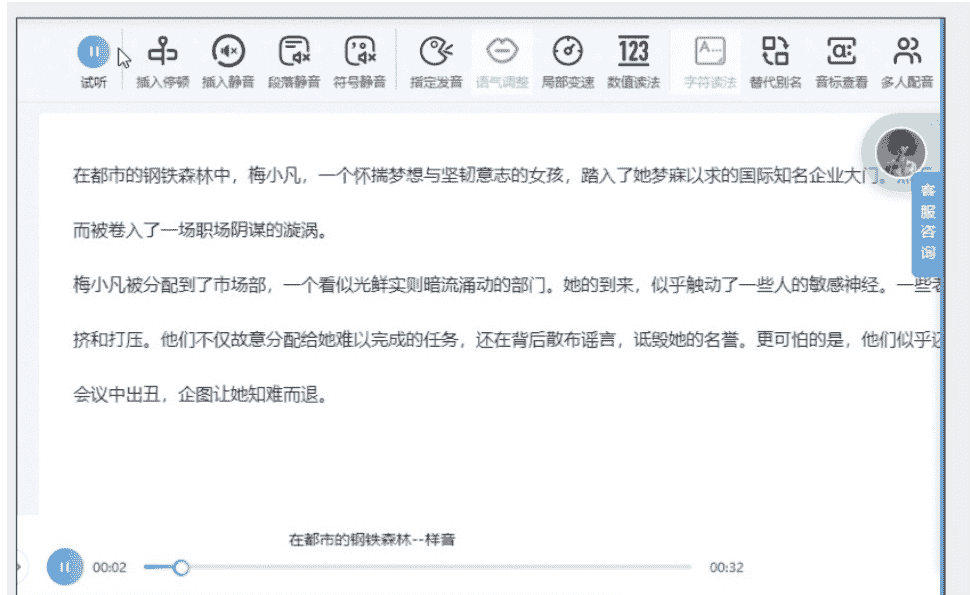 试听 插入停顿 插入静音 段落静音 符号静音 指定发音 语气调整 局部变速 数值读法 字符读法 替代别名 音标查看 多人配音
123
A...
α:
在都市的钢铁森林中，梅小凡，一个怀揣梦想与坚韧意志的女孩，踏入了她梦寐以求的国际知名企业大门。
而被卷入了一场职场阴谋的旋涡。
梅小凡被分配到了市场部，一个看似光鲜实则暗流涌动的部门。她的到来，似乎触动了一些人的敏感神经。一些
挤和打压。他们不仅故意分配给她难以完成的任务，还在背后散布谣言，诋毁她的名誉。更可怕的是，他们似乎还
会议中出丑，企图让她知难而退。
客服咨询
在都市的钢铁森林--样音
00:02 00:32